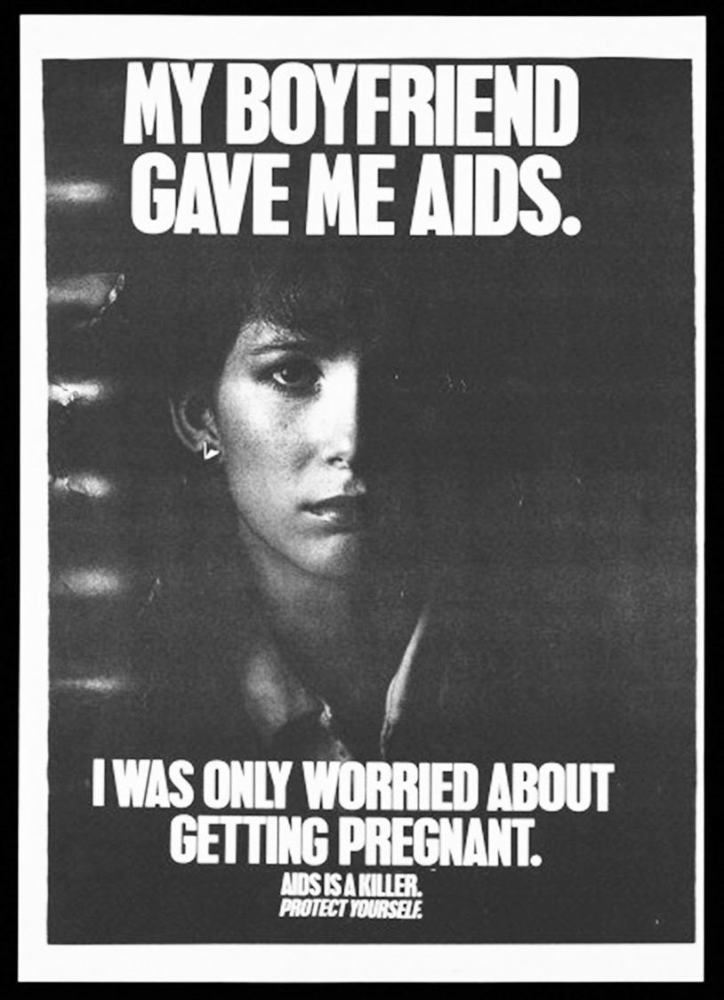 MY BOYFRIEND
GAVE ME AIDS.
I WAS ONLY WORRIED ABOUT
GETTING PREGNANT.
AIDS IS A KILLER.
PROTECT YOURSELF.